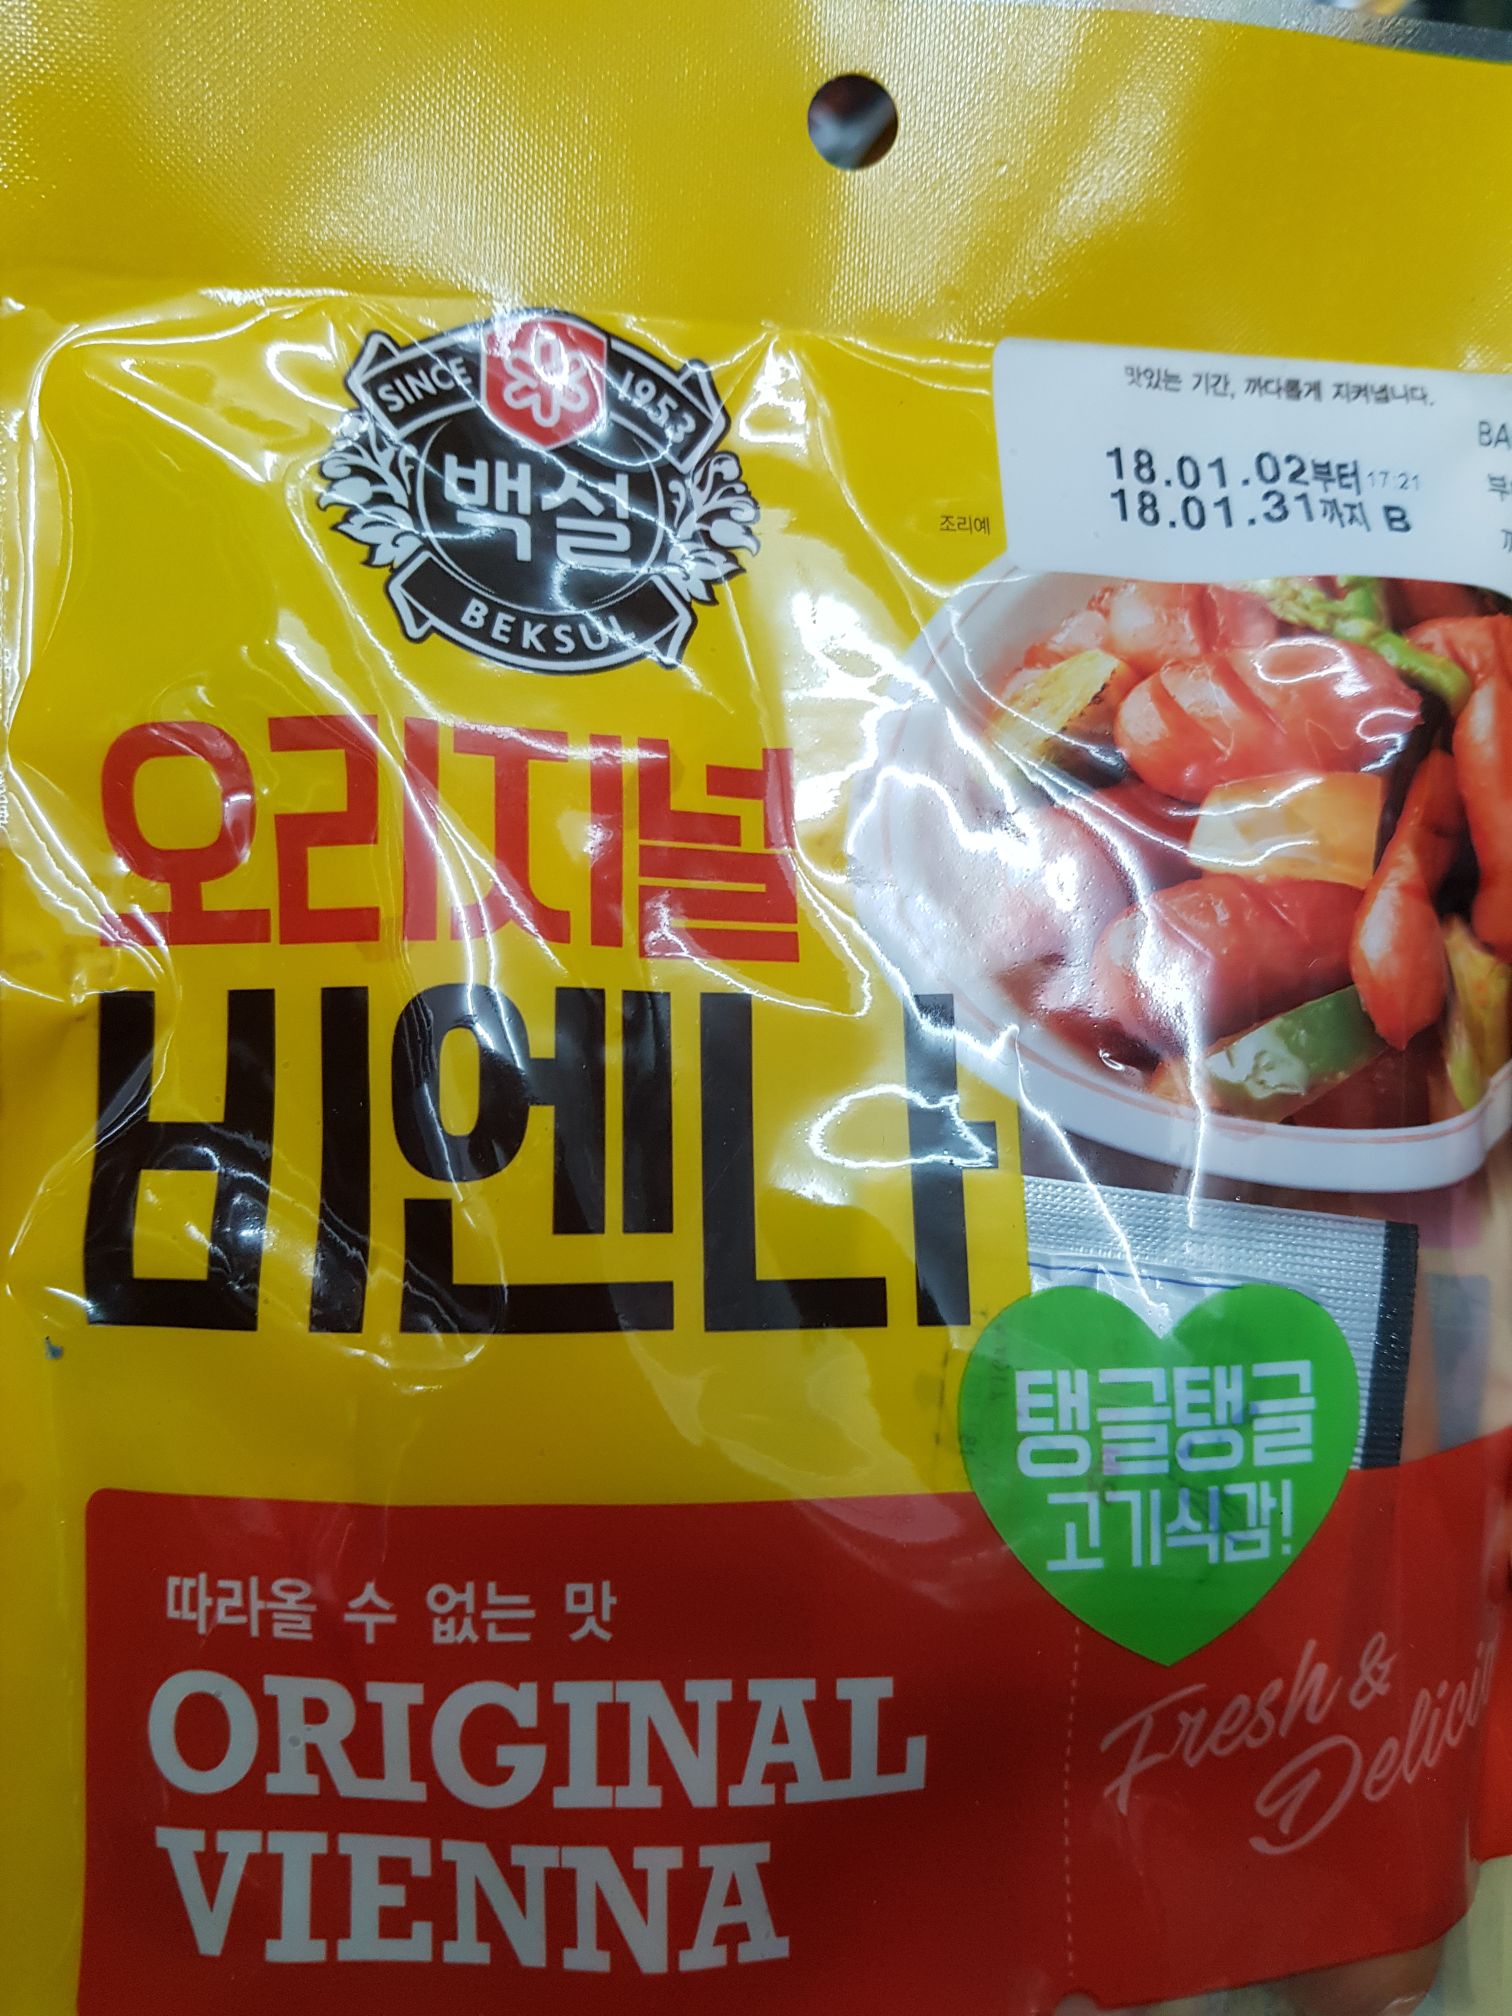 SINCE 1953
백설
BEKSUL
맛있는 기간, 까다롭게 지켜냅니다.
18.01.02부터 17:21
18.01.31까지 B
BA
조리예
오리지널
비엔나
탱글탱글
고기식감!
따라올 수 없는 맛
ORIGINAL
VIENNA
Fresh &